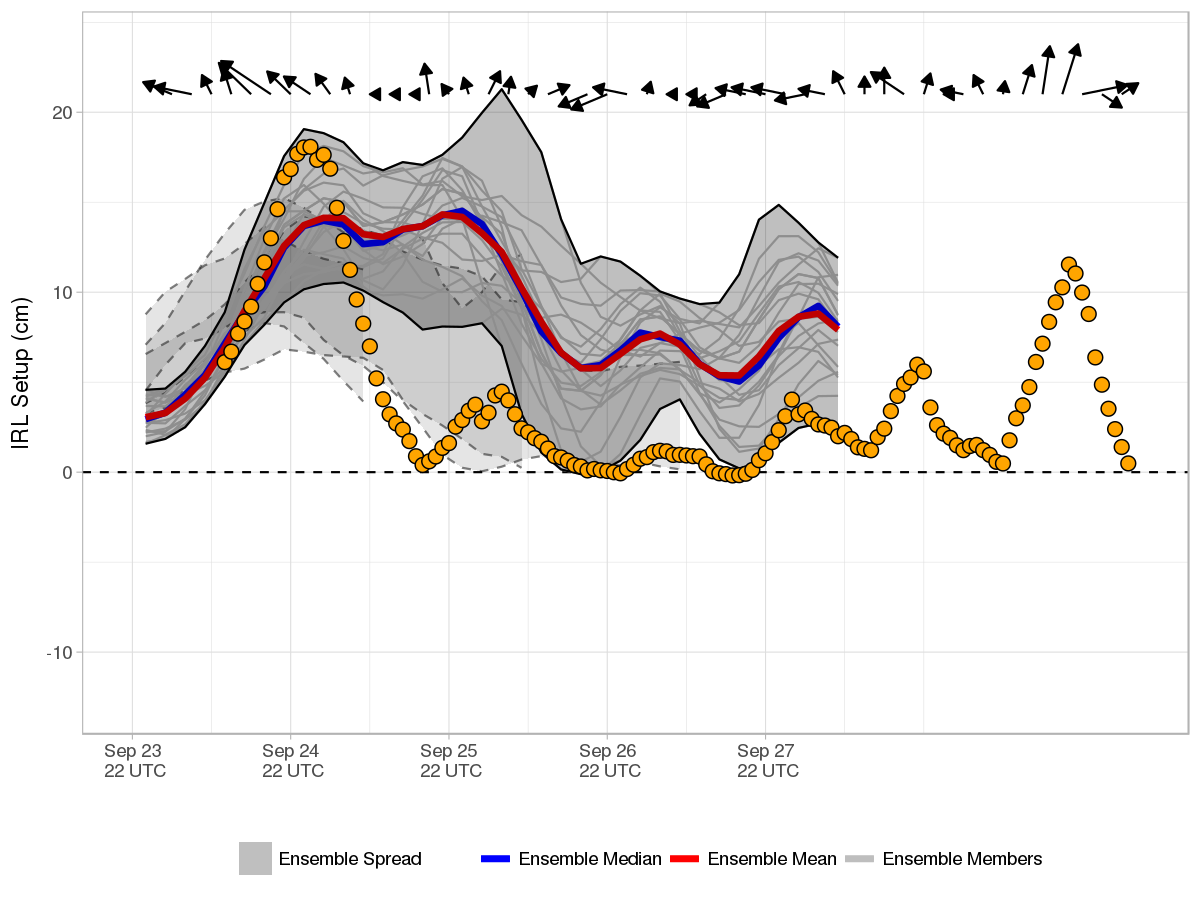 IRL Setup (cm)
20
10
0
-10
Sep 23
22 UTC
Sep 24
22 UTC
Sep 25
22 UTC
Sep 26
22 UTC
Sep 27
22 UTC
Ensemble Spread
Ensemble Median
Ensemble Mean
Ensemble Members